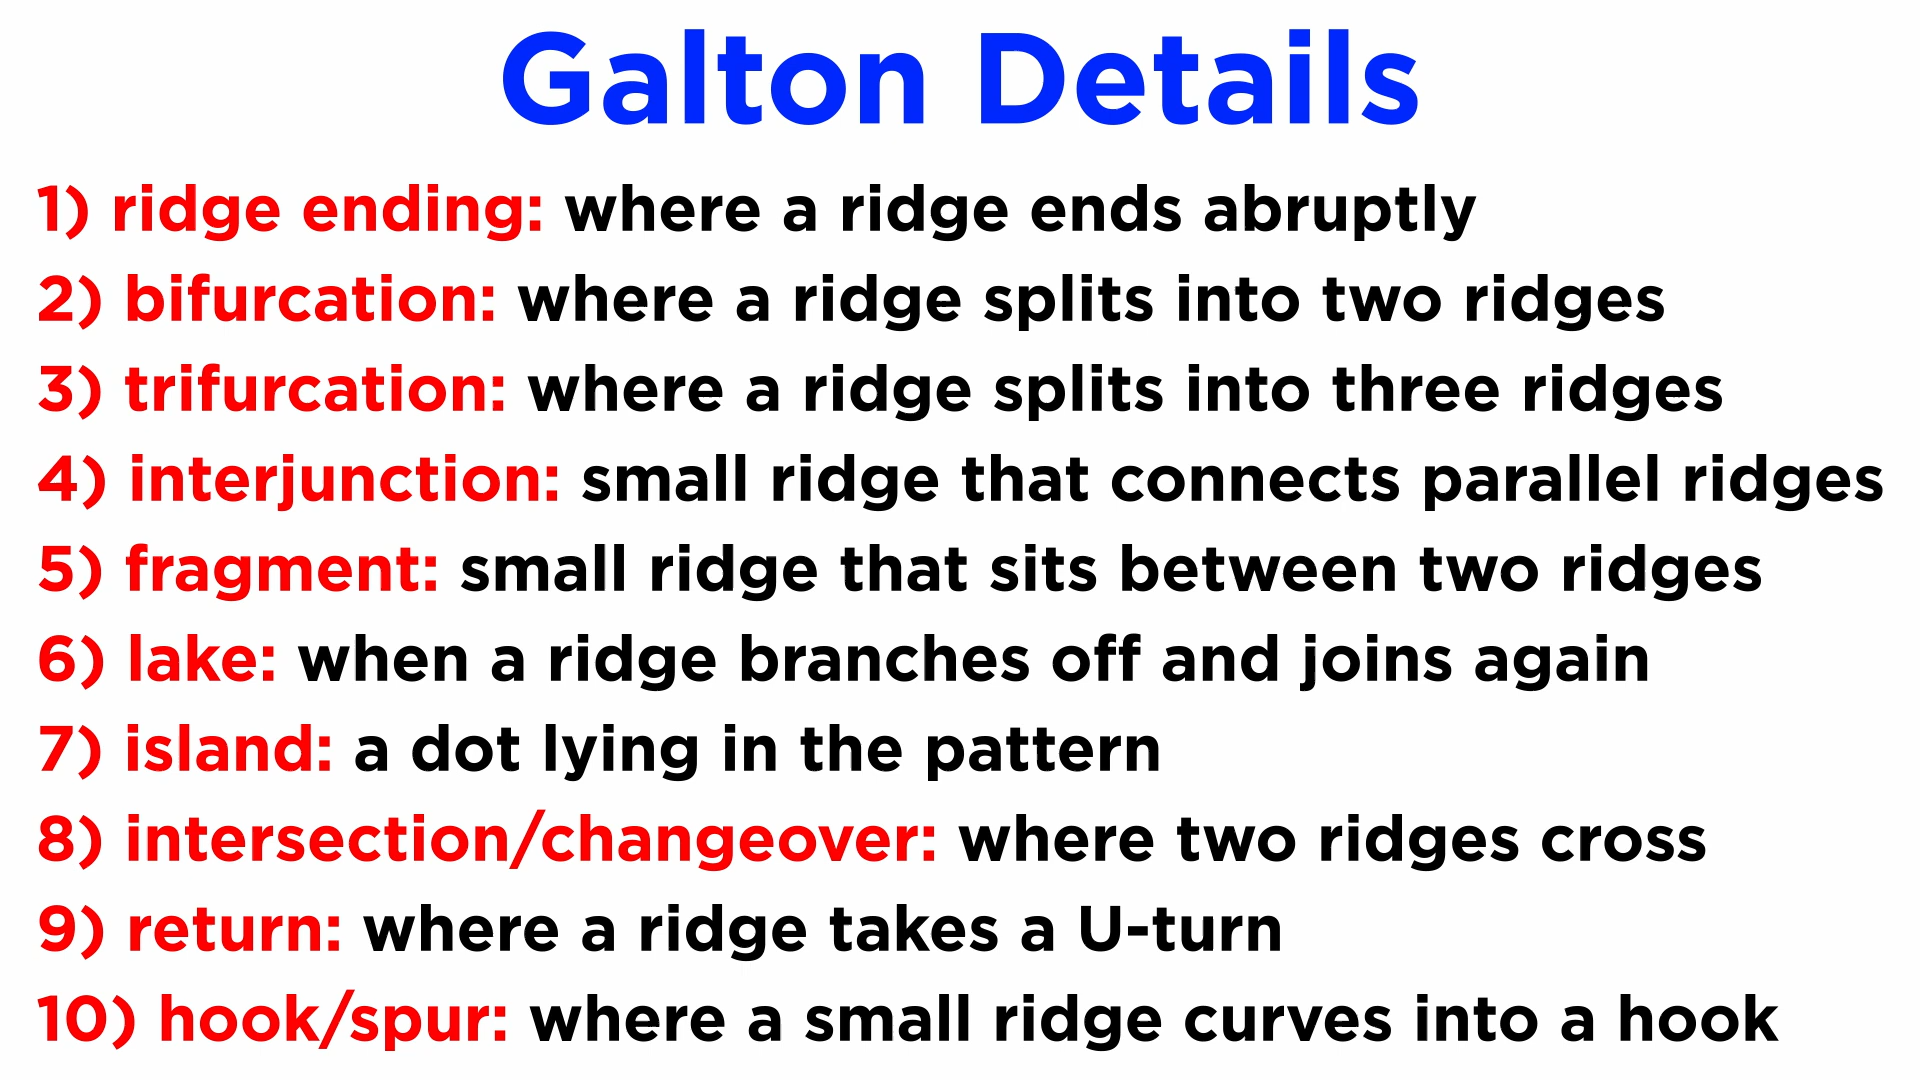 Galton Details
1) ridge ending: where a ridge ends abruptly
2) bifurcation: where a ridge splits into two ridges
3) trifurcation: where a ridge splits into three ridges
4) interjunction: small ridge that connects parallel ridges
5) fragment: small ridge that sits between two ridges
6) lake: when a ridge branches off and joins again
7) island: a dot lying in the pattern
8) intersection/changeover: where two ridges cross
9) return: where a ridge takes a U-turn
10) hook/spur: where a small ridge curves into a hook